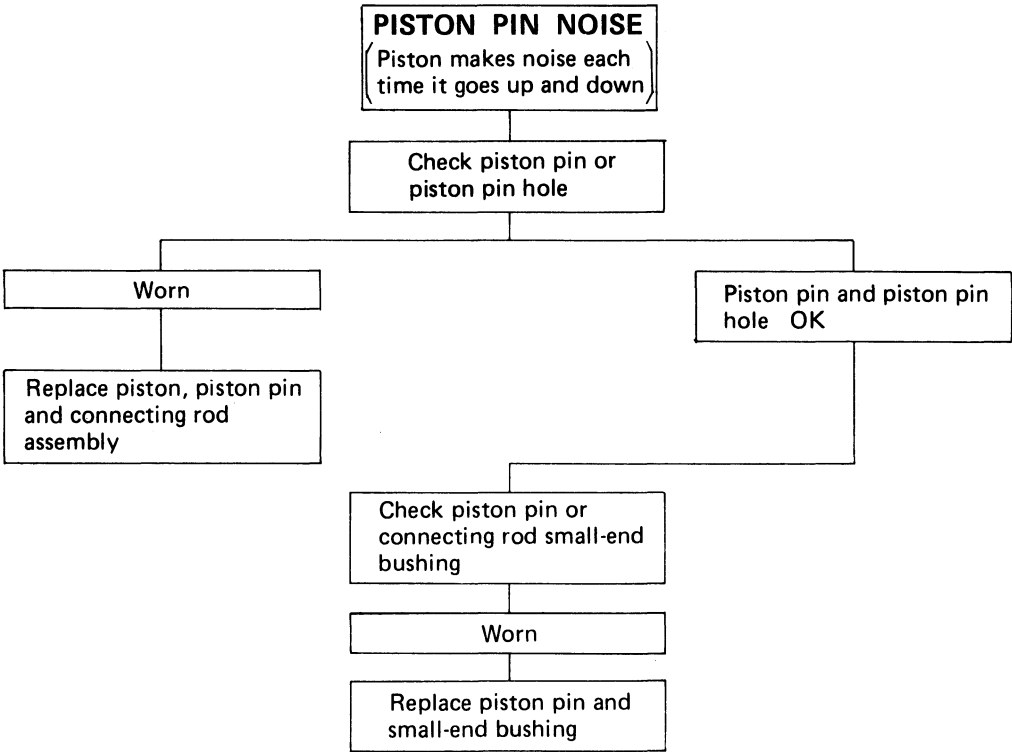 PISTON PIN NOISE
(Piston makes noise each
time it goes up and down)
Check piston pin or
piston pin hole
Worn
Piston pin and piston pin
hole OK
Replace piston, piston pin
and connecting rod
assembly
Check piston pin or
connecting rod small-end
bushing
Worn
Replace piston pin and
small-end bushing